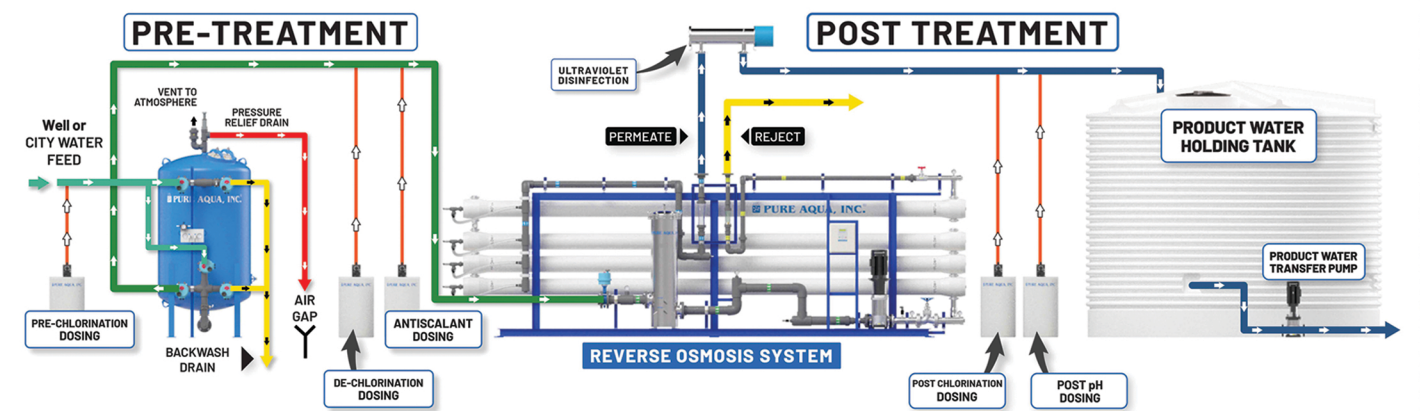 PRE-TREATMENT
POST TREATMENT
VENT TO
ATMOSPHERE
PRESSURE
RELIEF DRAIN
Well or
CITY WATER
FEED
PURE AQUA, INC.
PRE-CHLORINATION
DOSING
BACKWASH
DRAIN
AIR
GAP
DE-CHLORINATION
DOSING
ANTISCALANT
DOSING
ULTRAVIOLET
DISINFECTION
PERMEATE
REJECT
PURE AQUA, INC.
REVERSE OSMOSIS SYSTEM
POST CHLORINATION
DOSING
POST pH
DOSING
PRODUCT WATER
HOLDING TANK
PRODUCT WATER
TRANSFER PUMP